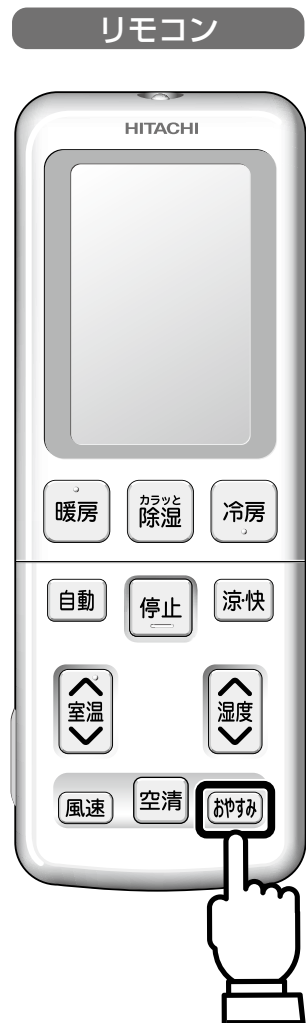 リモコン
HITACHI
暖房 カラッと除湿 冷房
自動 停止 涼・快
室温 湿度
風速 空清 おやすみ